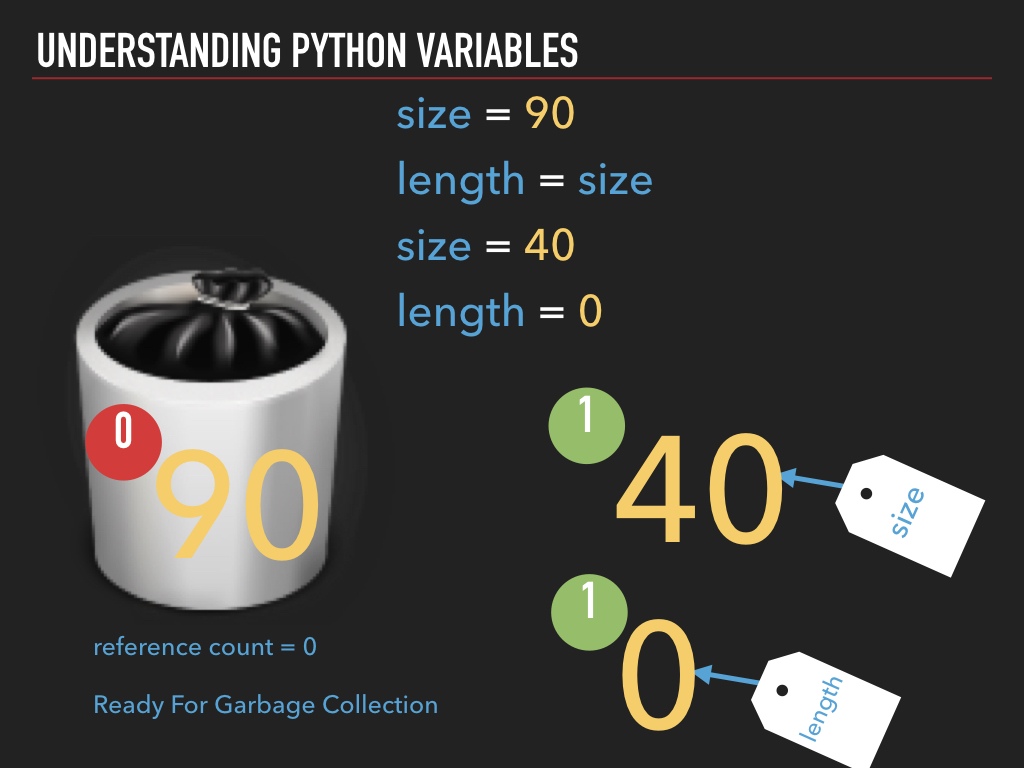 UNDERSTANDING PYTHON VARIABLES
size = 90
length = size
size = 40
length = 0
0
90
1
40
size
1
0
length
reference count = 0
Ready For Garbage Collection